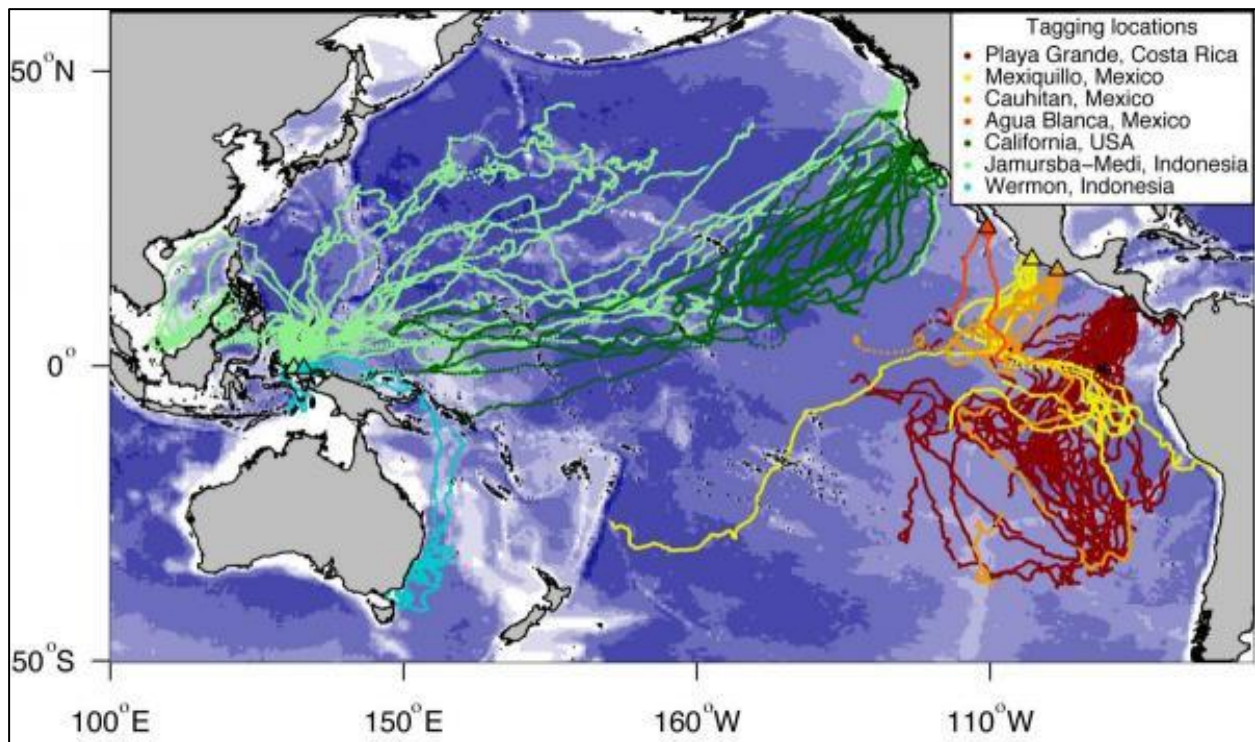 Tagging locations
Playa Grande, Costa Rica
Mexiquillo, Mexico
Cauhitan, Mexico
Agua Blanca, Mexico
California, USA
Jamursba-Medi, Indonesia
Wermon, Indonesia
50°N
0°
50°S
100°E 150°E 160°W 110°W